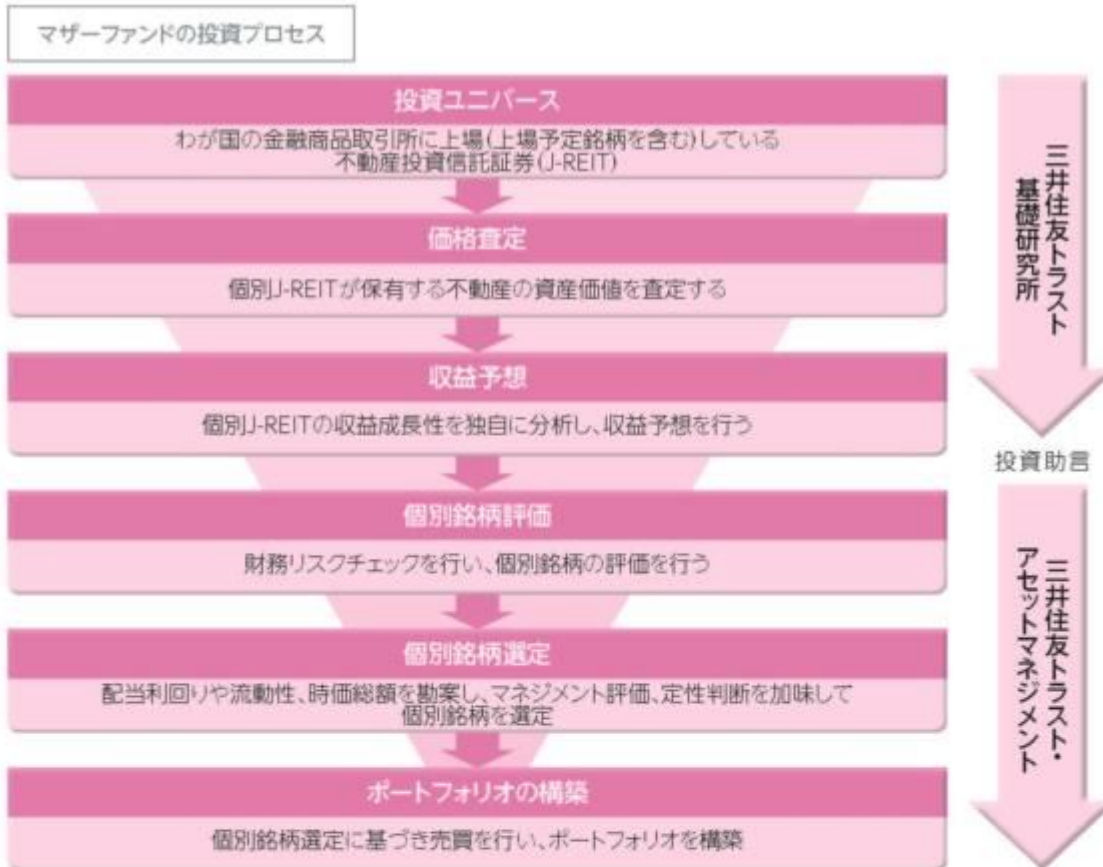 マザーファンドの投資プロセス
投資ユニバース
わが国の金融商品取引所に上場(上場予定銘柄を含む)している
不動産投資信託証券(J-REIT)
価格査定
個別J-REITが保有する不動産の資産価値を査定する
収益予想
個別J-REITの収益成長性を独自に分析し、収益予想を行う
個別銘柄評価
財務リスクチェックを行い、個別銘柄の評価を行う
個別銘柄選定
配当利回りや流動性、時価総額を勘案し、マネジメント評価、定性判断を加味して
個別銘柄を選定
ポートフォリオの構築
個別銘柄選定に基づき売買を行い、ポートフォリオを構築
三井住友トラスト
基礎研究所
投資助言
三井住友トラスト・
アセットマネジメント